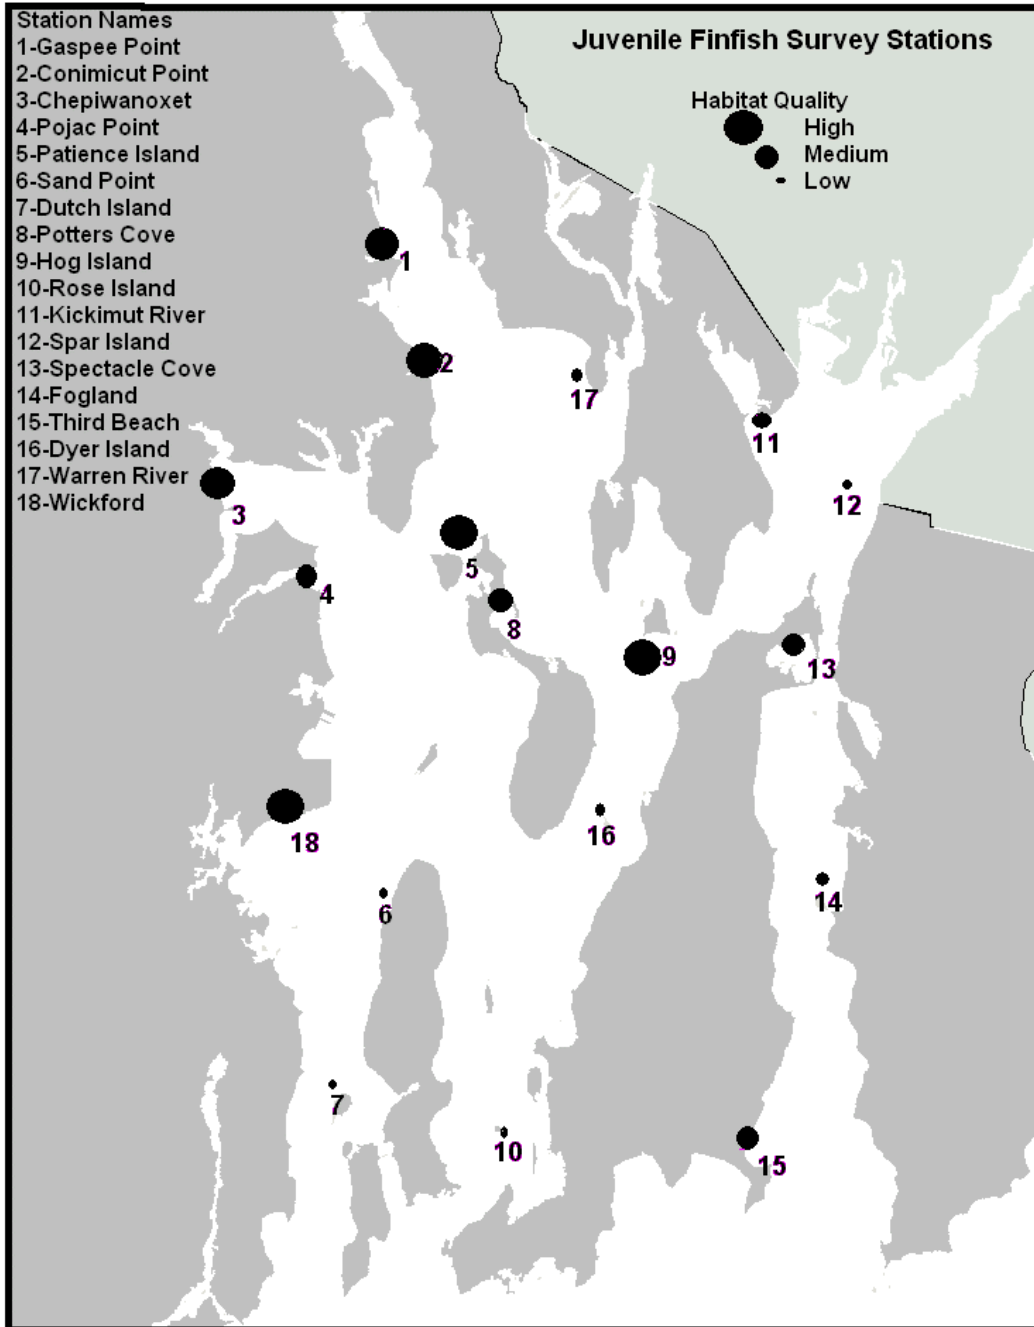 Station Names
1-Gaspee Point
2-Conimicut Point
3-Chepiwanoxet
4-Pojac Point
5-Patience Island
6-Sand Point
7-Dutch Island
8-Potters Cove
9-Hog Island
10-Rose Island
11-Kickimut River
12-Spar Island
13-Spectacle Cove
14-Fogland
15-Third Beach
16-Dyer Island
17-Warren River
18-Wickford
Juvenile Finfish Survey Stations
Habitat Quality
High
Medium
Low
1
2
17
11
3
12
5
4
8
9
13
16
18
14
6
7
10
15